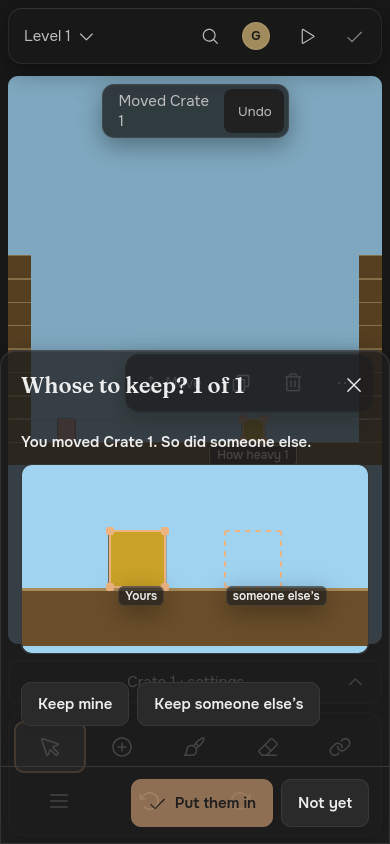 Level 1
G
Moved Crate
1
Undo
Whose to keep? 1 of 1
You moved Crate 1. So did someone else.
How heavy 1
Yours
someone else's
Crate 1 · settings
Keep mine
Keep someone else's
Put them in
Not yet